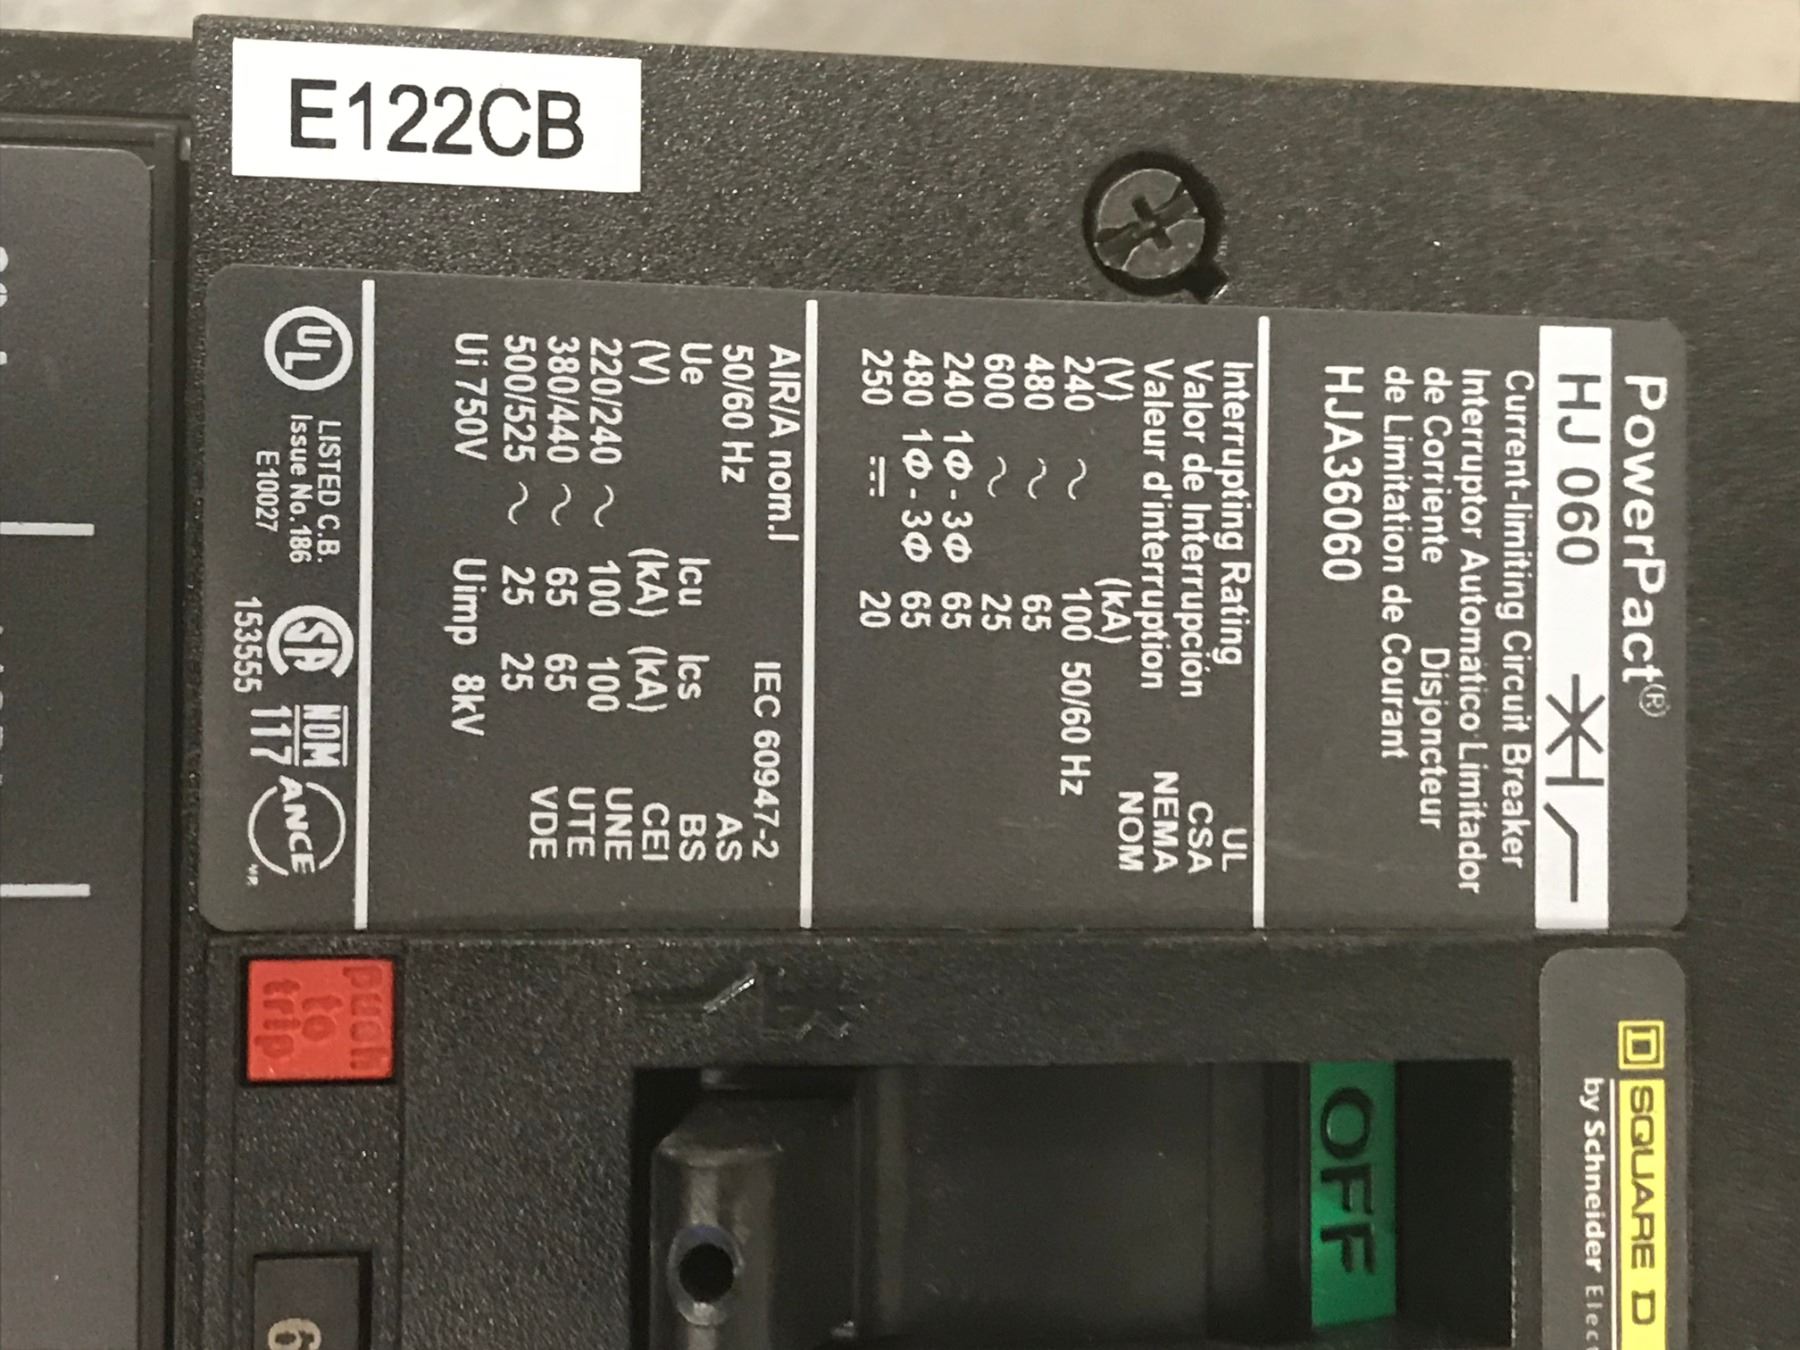 E122CB
PowerPact®
HJ 060
Current-limiting Circuit Breaker
Interruptor Automático Limitador
de Corriente Disjoncteur
de Limitation de Courant
HJA36060
Interrupting Rating UL
Valor de Interrupción CSA
Valeur d'interruption NEMA
(V) (kA) NOM
240 ~ 100 50/60 Hz
480 ~ 65
600 ~ 25
240 1Φ - 3Φ 65
480 1Φ - 3Φ 65
250 ⎓ 20
AIR/A nom.I IEC 60947-2
50/60 Hz AS
Ue Icu Ics BS
(V) (kA) (kA) CEI
220/240 ~ 100 100 UNE
380/440 ~ 65 65 UTE
500/525 ~ 25 25 VDE
Ui 750V Uimp 8kV
UL LISTED C.B.
Issue No.186
E10027
SA
153555
NOM
117
ANCE
M.R.
SQUARE D
by Schneider Elec
OFF
push
to
trip
6